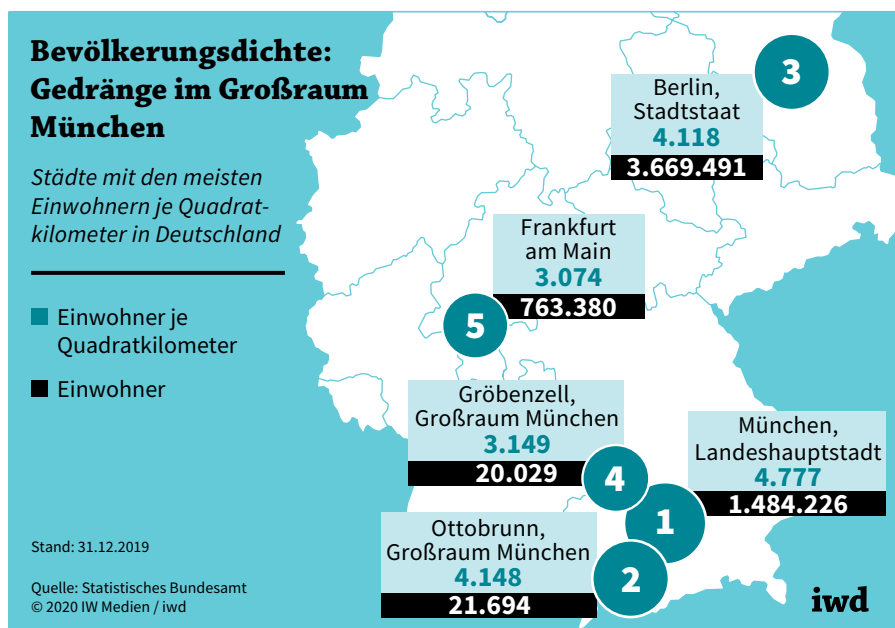 Bevölkerungsdichte:
Gedränge im Großraum
München
Städte mit den meisten
Einwohnern je Quadrat-
kilometer in Deutschland
Einwohner je
Quadratkilometer
Einwohner
3
Berlin,
Stadtstaat
4.118
3.669.491
Frankfurt
am Main
3.074
763.380
5
Gröbenzell,
Großraum München
3.149
20.029
4
München,
Landeshauptstadt
4.777
1.484.226
1
Ottobrunn,
Großraum München
4.148
21.694
2
Stand: 31.12.2019
Quelle: Statistisches Bundesamt
© 2020 IW Medien / iwd
iwd